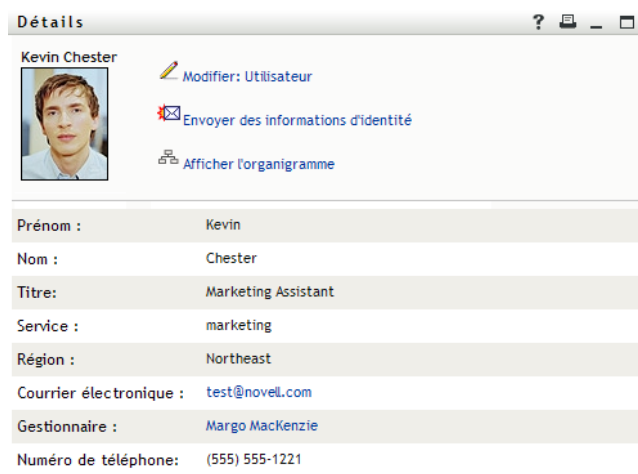 Détails ?
Kevin Chester
Modifier: Utilisateur
Envoyer des informations d'identité
Afficher l'organigramme
Prénom : Kevin
Nom : Chester
Titre: Marketing Assistant
Service : marketing
Région : Northeast
Courrier électronique : test@novell.com
Gestionnaire : Margo MacKenzie
Numéro de téléphone: (555) 555-1221